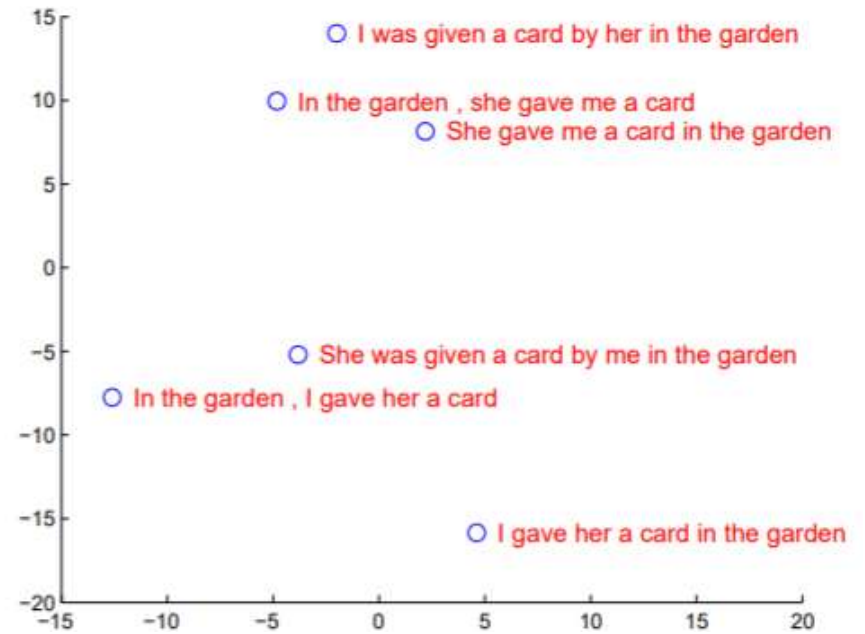 15
I was given a card by her in the garden
10
In the garden , she gave me a card
She gave me a card in the garden
5
0
−5
She was given a card by me in the garden
In the garden , I gave her a card
−10
−15
I gave her a card in the garden
−20
−15 −10 −5 0 5 10 15 20